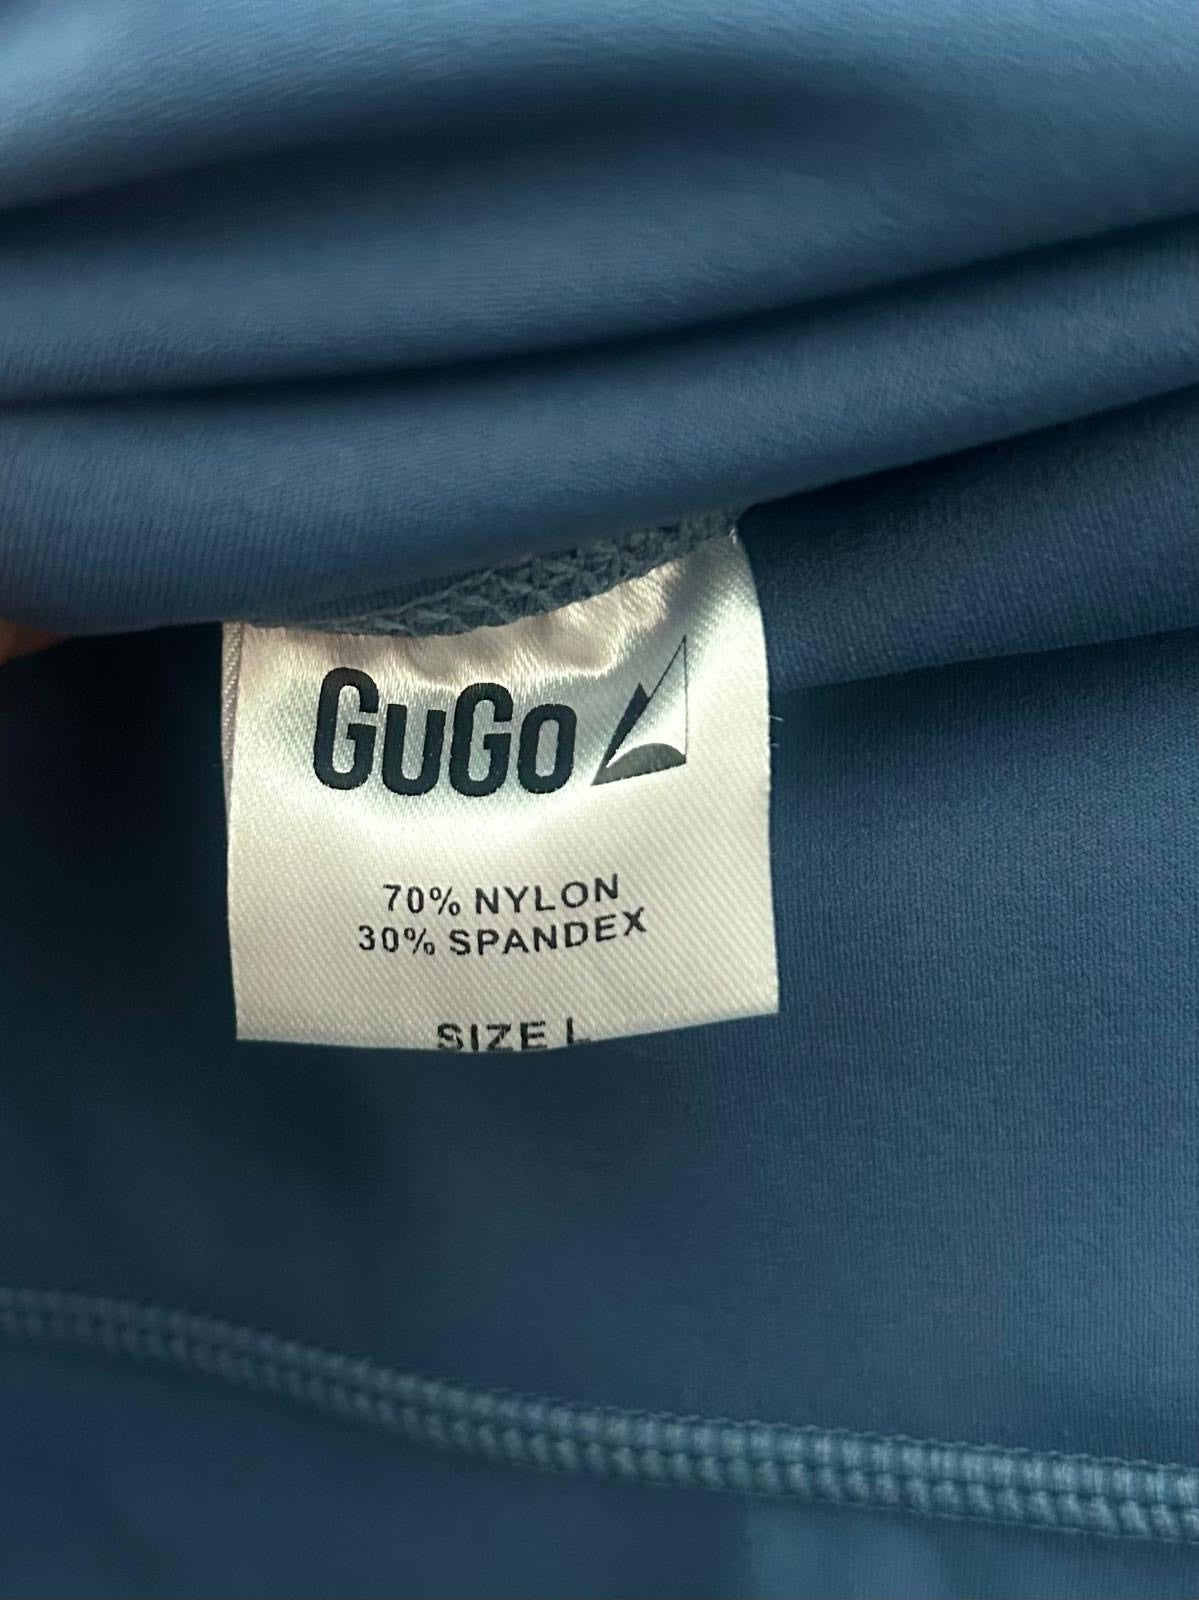 GuGo
70% NYLON
30% SPANDEX
SIZE L